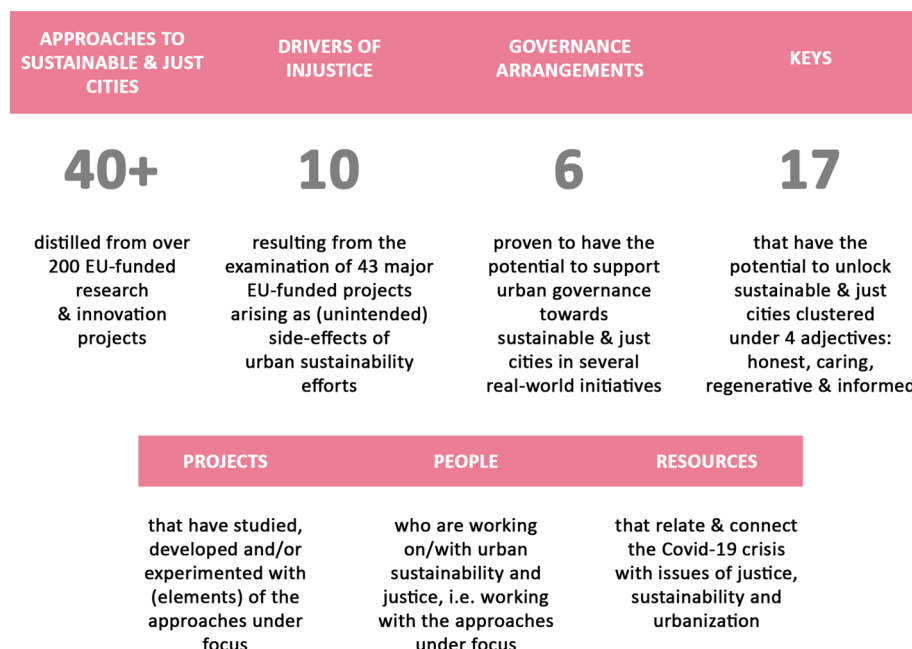 APPROACHES TO
SUSTAINABLE & JUST
CITIES
40+
distilled from over
200 EU-funded
research
& innovation
projects
DRIVERS OF
INJUSTICE
10
resulting from the
examination of 43 major
EU-funded projects
arising as (unintended)
side-effects of
urban sustainability
efforts
GOVERNANCE
ARRANGEMENTS
6
proven to have the
potential to support
urban governance
towards
sustainable & just
cities in several
real-world initiatives
KEYS
17
that have the
potential to unlock
sustainable & just
cities clustered
under 4 adjectives:
honest, caring,
regenerative & informed
PROJECTS
that have studied,
developed and/or
experimented with
(elements) of the
approaches under
focus
PEOPLE
who are working
on/with urban
sustainability and
justice, i.e. working
with the approaches
under focus
RESOURCES
that relate & connect
the Covid-19 crisis
with issues of justice,
sustainability and
urbanization